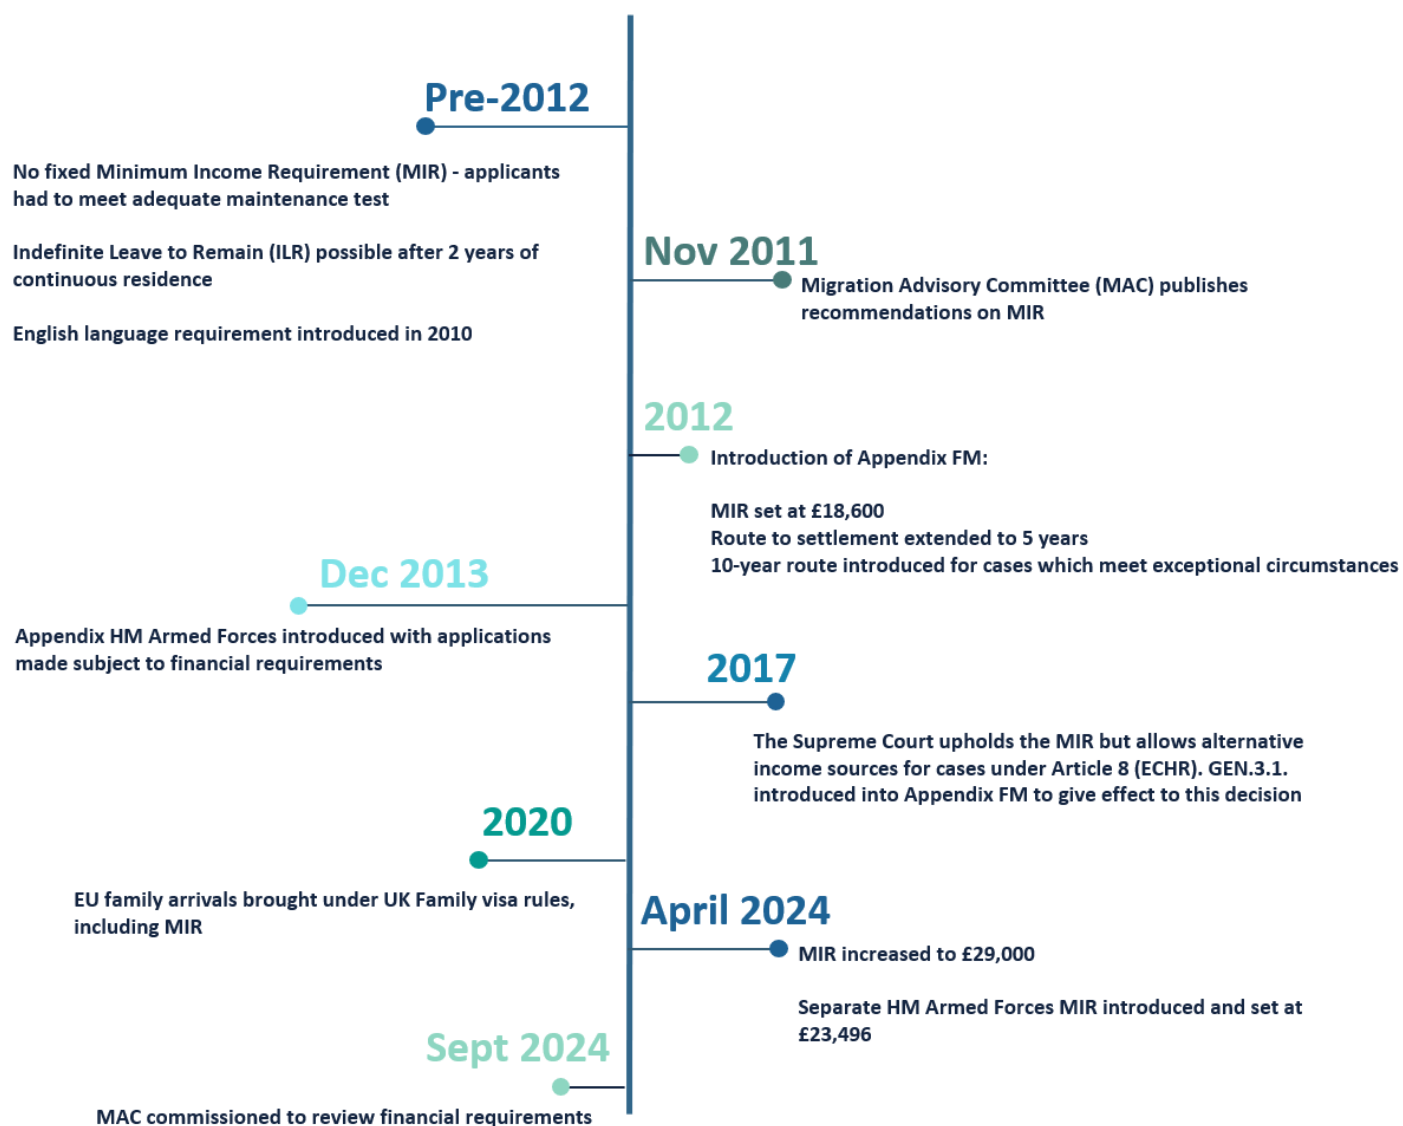 Pre-2012
No fixed Minimum Income Requirement (MIR) - applicants
had to meet adequate maintenance test
Indefinite Leave to Remain (ILR) possible after 2 years of
continuous residence
English language requirement introduced in 2010
Nov 2011
Migration Advisory Committee (MAC) publishes
recommendations on MIR
2012
Introduction of Appendix FM:
MIR set at £18,600
Route to settlement extended to 5 years
10-year route introduced for cases which meet exceptional circumstances
Dec 2013
Appendix HM Armed Forces introduced with applications
made subject to financial requirements
2017
The Supreme Court upholds the MIR but allows alternative
income sources for cases under Article 8 (ECHR). GEN.3.1.
introduced into Appendix FM to give effect to this decision
2020
EU family arrivals brought under UK Family visa rules,
including MIR
April 2024
MIR increased to £29,000
Separate HM Armed Forces MIR introduced and set at
£23,496
Sept 2024
MAC commissioned to review financial requirements